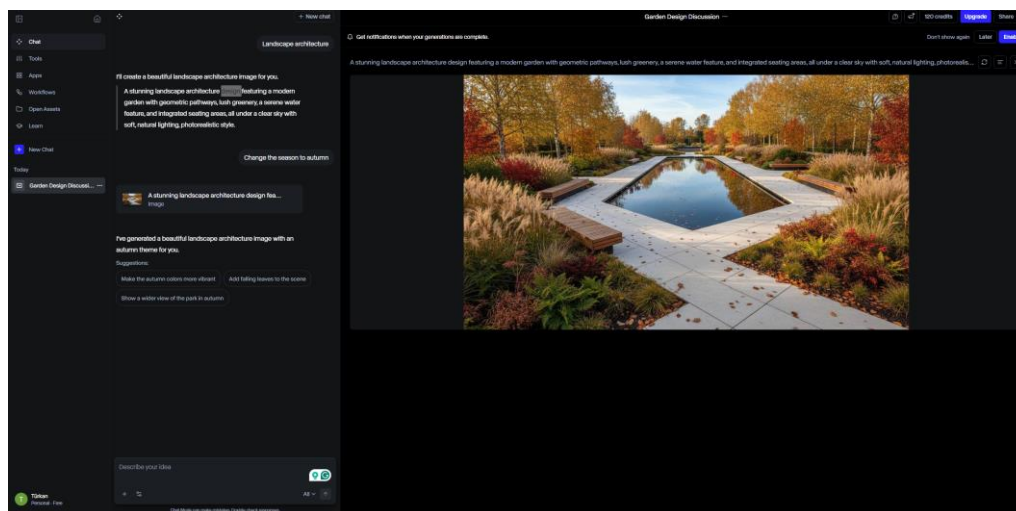 + New chat
Garden Design Discussion
120 credits
Upgrade
Share
Chat
Tools
Apps
Workflows
Open Assets
Learn
New Chat
Today
Garden Design Discussi...
Türkan
Personal · Free
Landscape architecture
I'll create a beautiful landscape architecture image for you.
A stunning landscape architecture design featuring a modern
garden with geometric pathways, lush greenery, a serene water
feature, and integrated seating areas, all under a clear sky with
soft, natural lighting, photorealistic style.
Change the season to autumn
A stunning landscape architecture design fea...
Image
I've generated a beautiful landscape architecture image with an
autumn theme for you.
Suggestions:
Make the autumn colors more vibrant
Add falling leaves to the scene
Show a wider view of the park in autumn
Describe your idea
All
Get notifications when your generations are complete.
Don't show again
Later
Enab
A stunning landscape architecture design featuring a modern garden with geometric pathways, lush greenery, a serene water feature, and integrated seating areas, all under a clear sky with soft, natural lighting, photorealis...